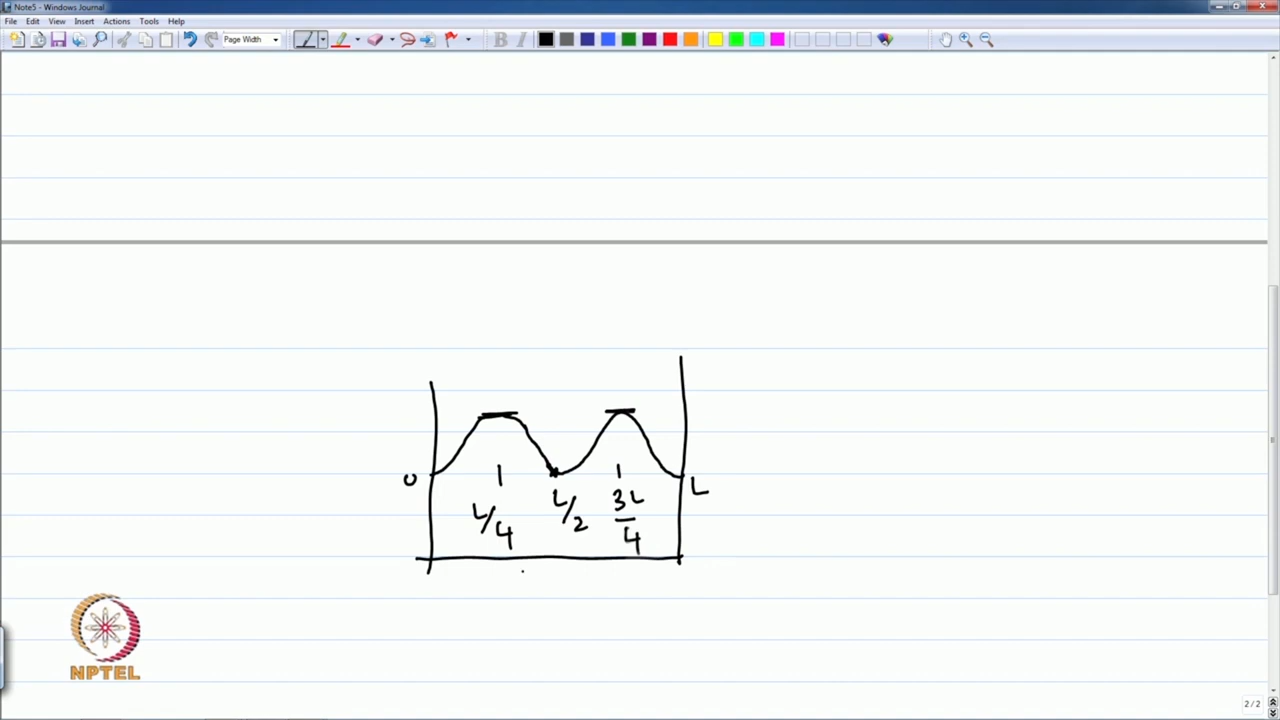 Note5 - Windows Journal
File Edit View Insert Actions Tools Help
Page Width
B I
0 L/4 L/2 3L/4 L
NPTEL
2 / 2